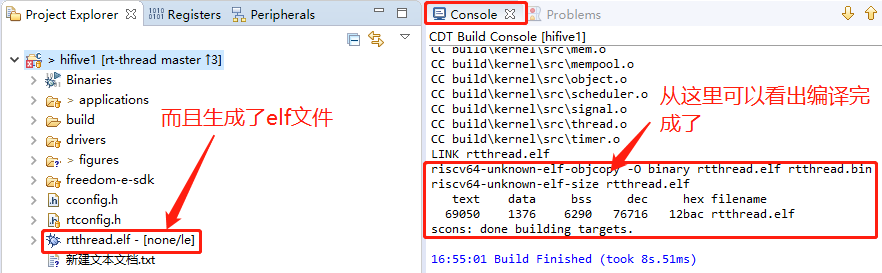 Project Explorer
Registers
Peripherals
> hifive1 [rt-thread master ↑3]
Binaries
> applications
build
drivers
> figures
freedom-e-sdk
cconfig.h
rtconfig.h
rtthread.elf - [none/le]
新建文本文档.txt
而且生成了elf文件
Console
Problems
CDT Build Console [hifive1]
CC build\kernel\src\mem.o
CC build\kernel\src\mempool.o
CC build\kernel\src\object.o
CC build\kernel\src\scheduler.o
CC build\kernel\src\signal.o
CC build\kernel\src\thread.o
CC build\kernel\src\timer.o
LINK rtthread.elf
riscv64-unknown-elf-objcopy -O binary rtthread.elf rtthread.bin
riscv64-unknown-elf-size rtthread.elf
text data bss dec hex filename
69050 1376 6290 76716 12bac rtthread.elf
scons: done building targets.
16:55:01 Build Finished (took 8s.51ms)
从这里可以看出编译完
成了